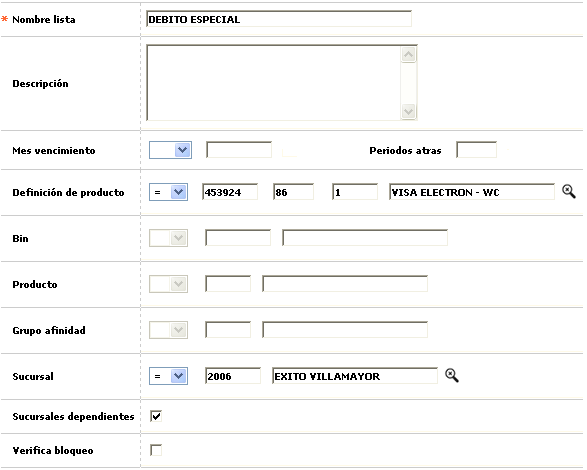 * Nombre lista DEBITO ESPECIAL
Descripción
Mes vencimiento Periodos atras
Definición de producto = 453924 86 1 VISA ELECTRON - WC
Bin
Producto
Grupo afinidad
Sucursal = 2006 EXITO VILLAMAYOR
Sucursales dependientes
Verifica bloqueo